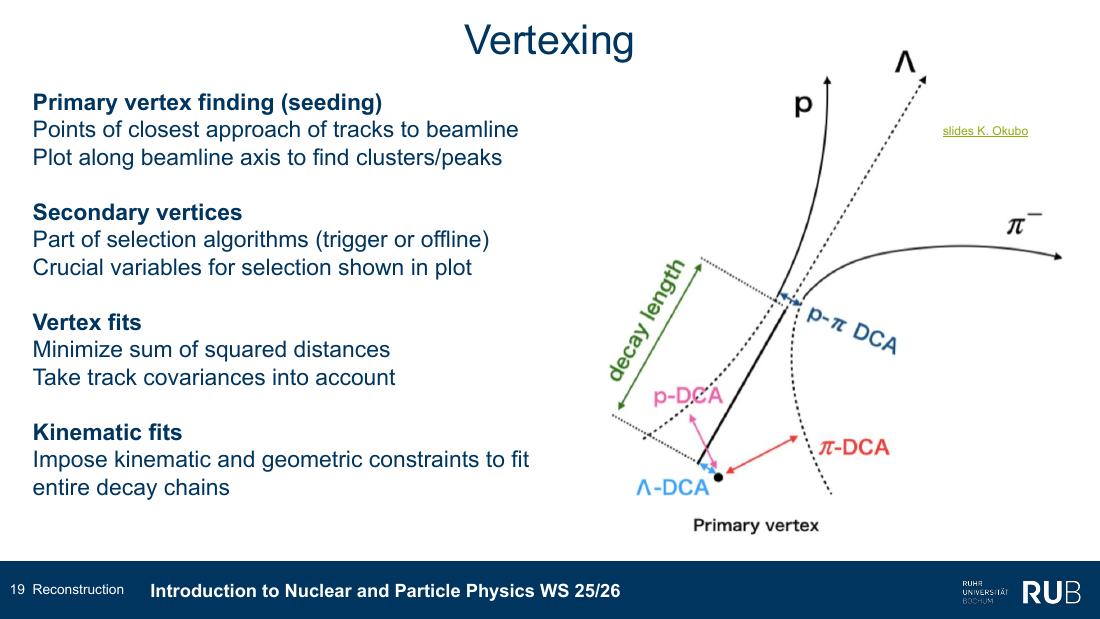 Vertexing
Primary vertex finding (seeding)
Points of closest approach of tracks to beamline
Plot along beamline axis to find clusters/peaks
Secondary vertices
Part of selection algorithms (trigger or offline)
Crucial variables for selection shown in plot
Vertex fits
Minimize sum of squared distances
Take track covariances into account
Kinematic fits
Impose kinematic and geometric constraints to fit
entire decay chains
Λ
p
slides K. Okubo
π⁻
decay length
p-π DCA
p-DCA
π-DCA
Λ-DCA
Primary vertex
19 Reconstruction
Introduction to Nuclear and Particle Physics WS 25/26
RUHR
UNIVERSITÄT
BOCHUM
RUB